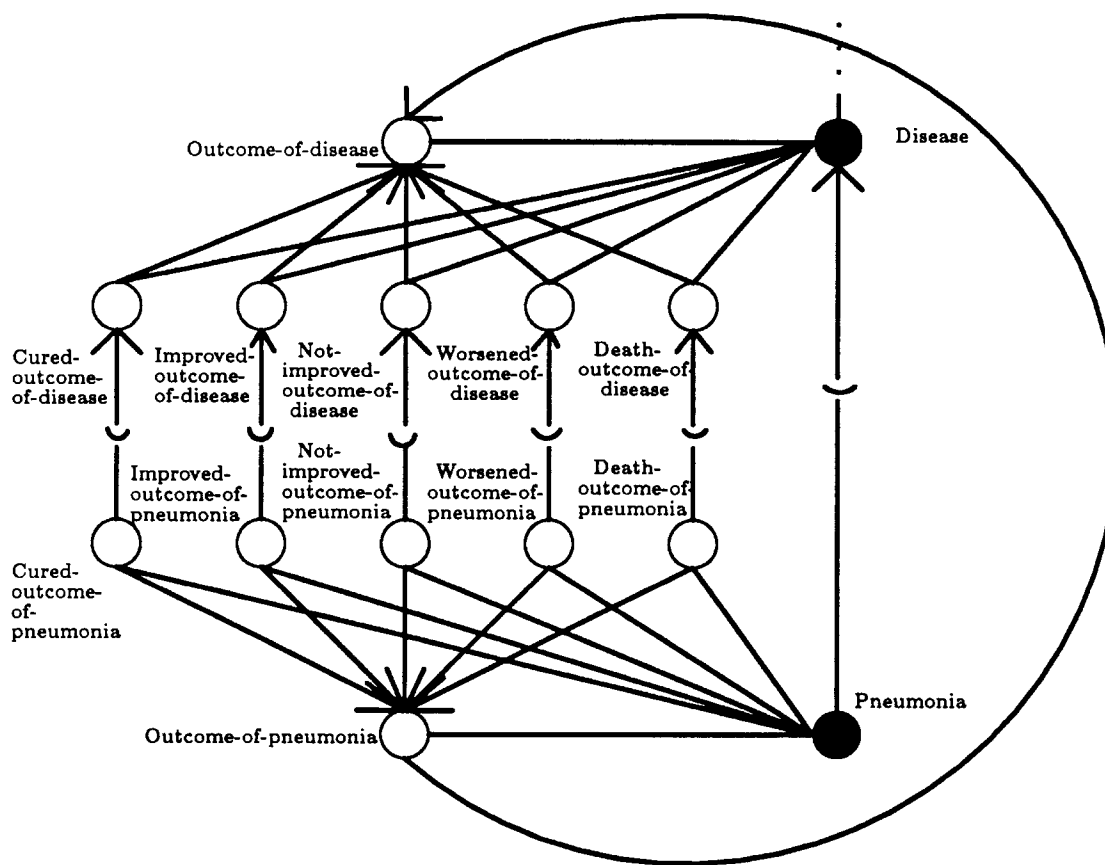 Outcome-of-disease
Disease
Cured-
outcome-
of-disease
Improved-
outcome-
of-disease
Not-
improved-
outcome-of-
disease
Worsened-
outcome-of-
disease
Death-
outcome-of-
disease
Improved-
outcome-of-
pneumonia
Not-
improved-
outcome-of-
pneumonia
Worsened-
outcome-of-
pneumonia
Death-
outcome-of-
pneumonia
Cured-
outcome-
of-
pneumonia
Pneumonia
Outcome-of-pneumonia